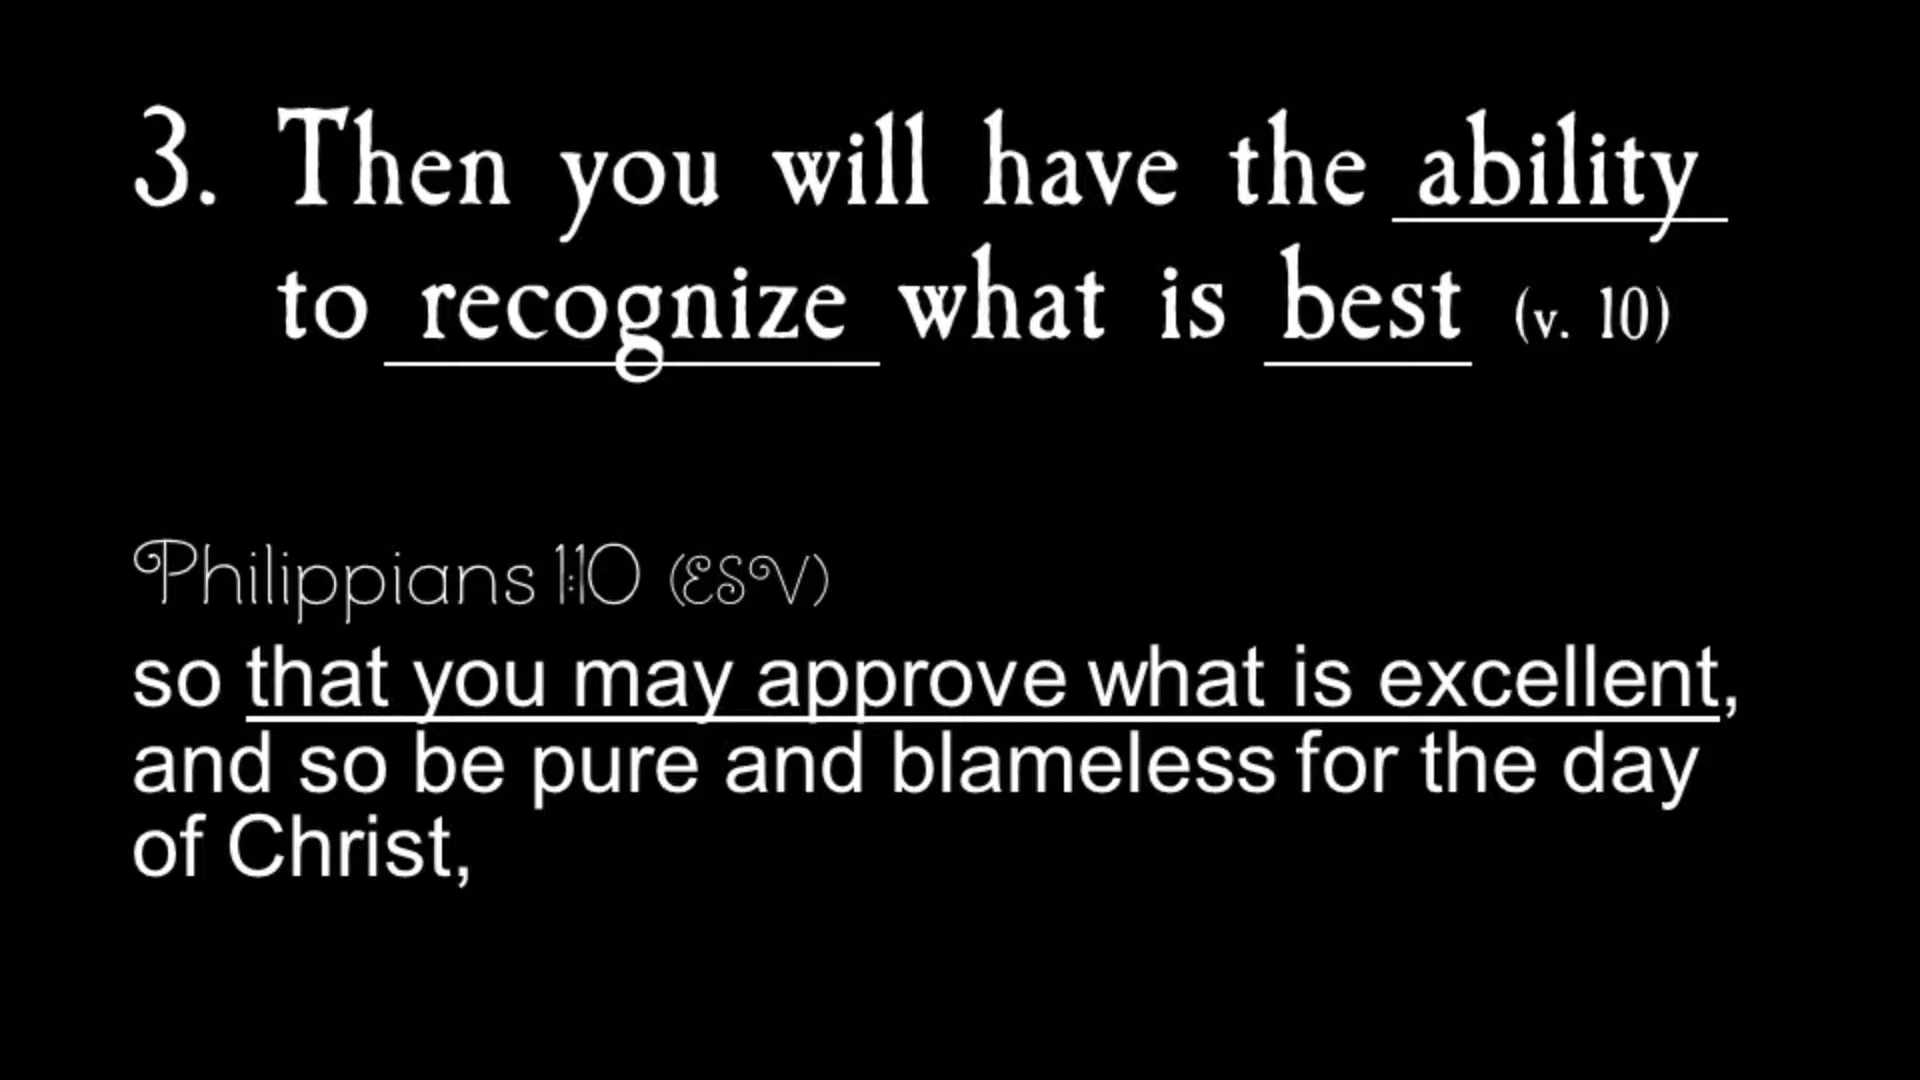 3. Then you will have the ability
to recognize what is best (v. 10)
Philippians 1:10 (ESV)
so that you may approve what is excellent,
and so be pure and blameless for the day
of Christ,